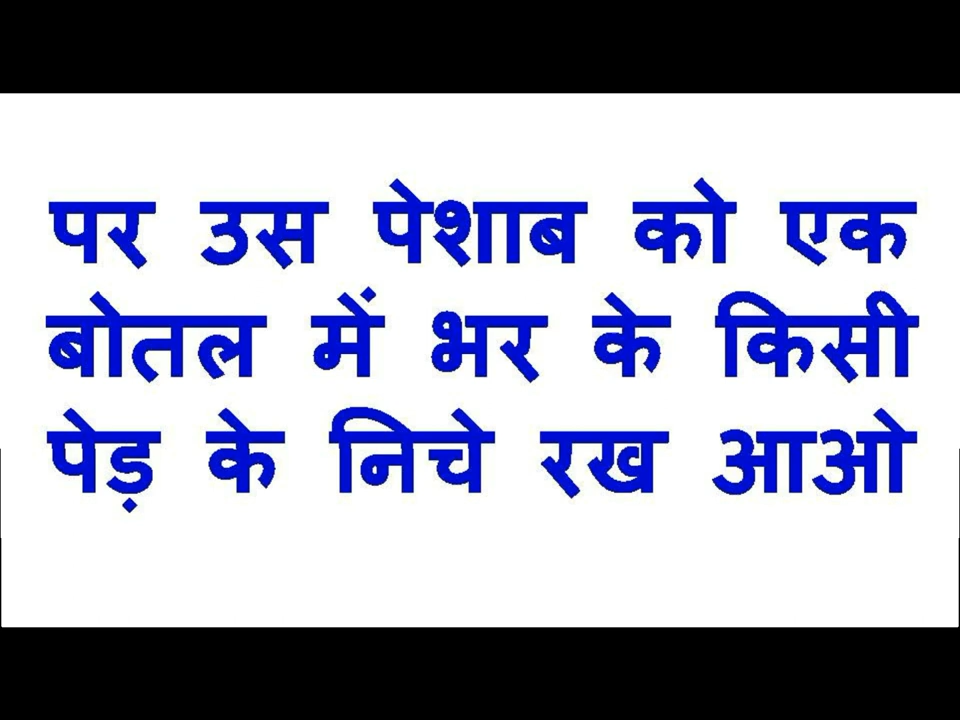 पर उस पेशाब को एक
बोतल में भर के किसी
पेड़ के निचे रख आओ